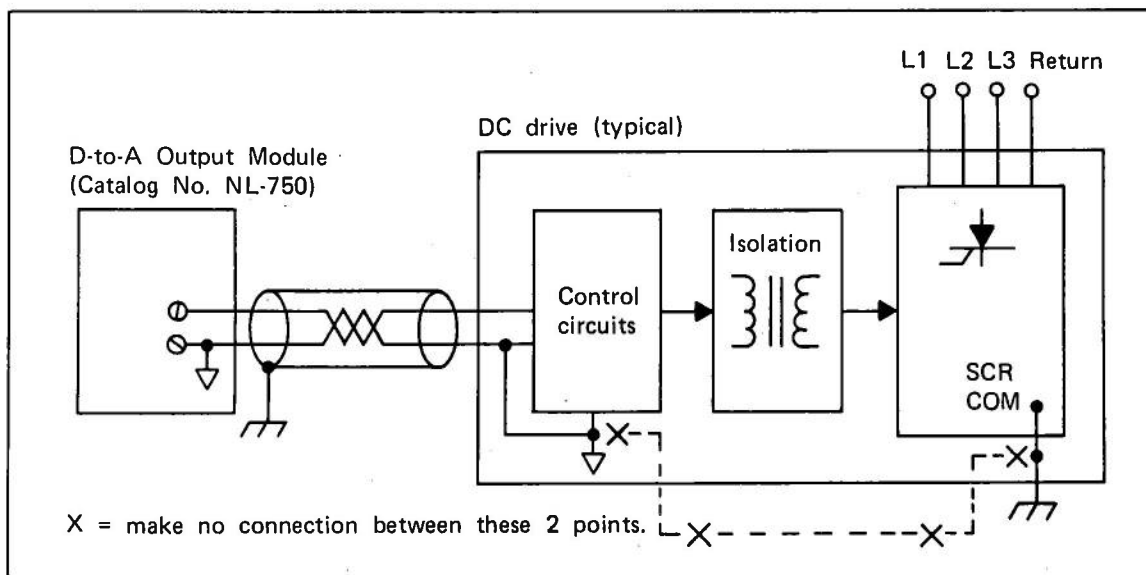 L1 L2 L3 Return
DC drive (typical)
D-to-A Output Module
(Catalog No. NL-750)
Isolation
Control
circuits
SCR
COM
X = make no connection between these 2 points.